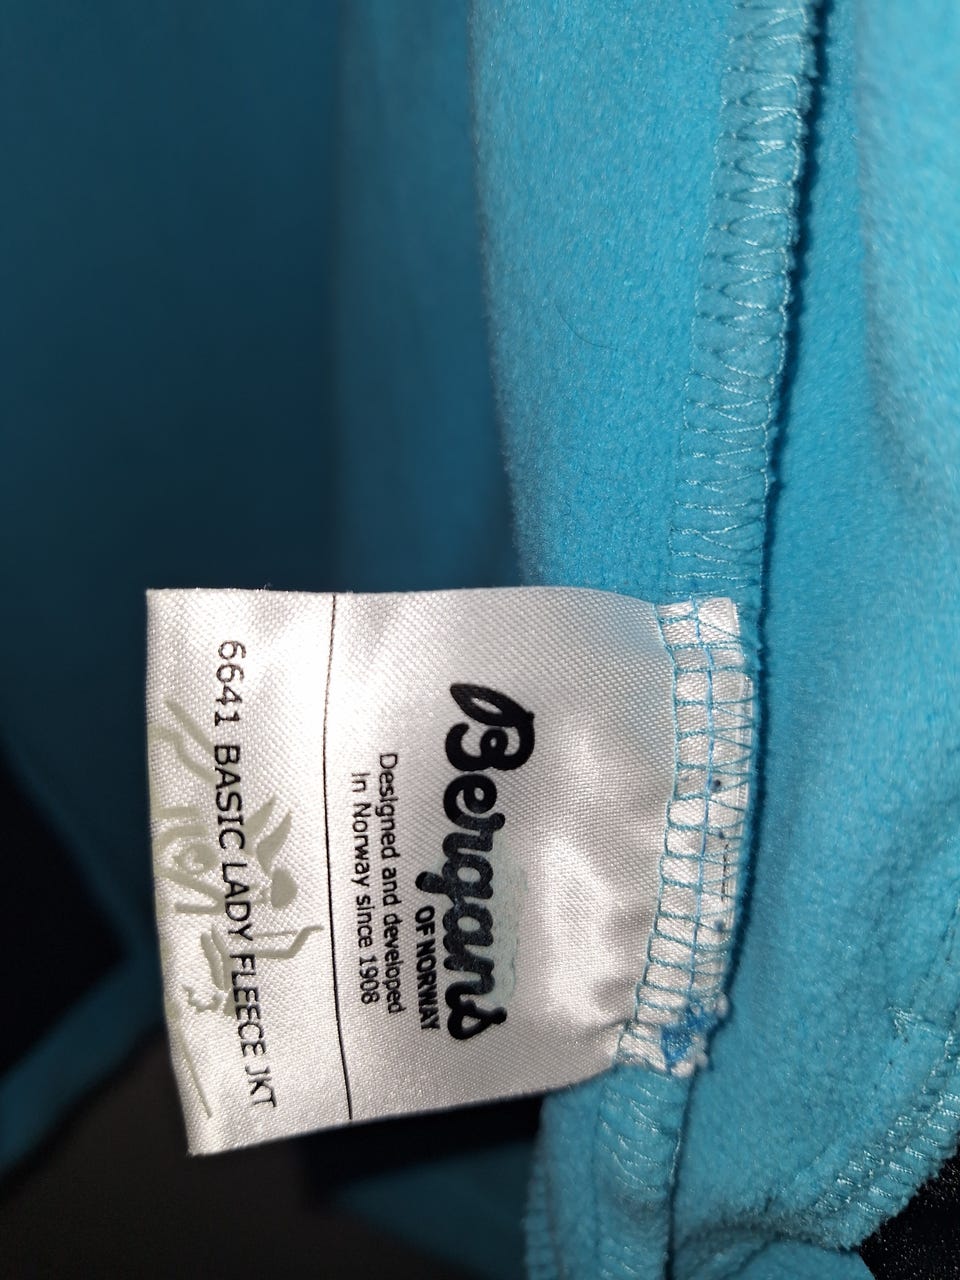 Bergans
OF NORWAY
Designed and developed
in Norway since 1908
6641 BASIC LADY FLEECE JKT